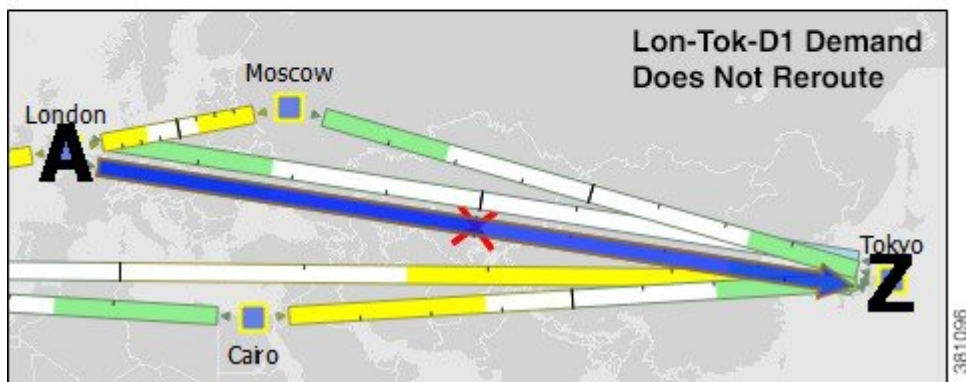 Lon-Tok-D1 Demand
Does Not Reroute
Moscow
London
A
Tokyo
Z
Cairo
381096